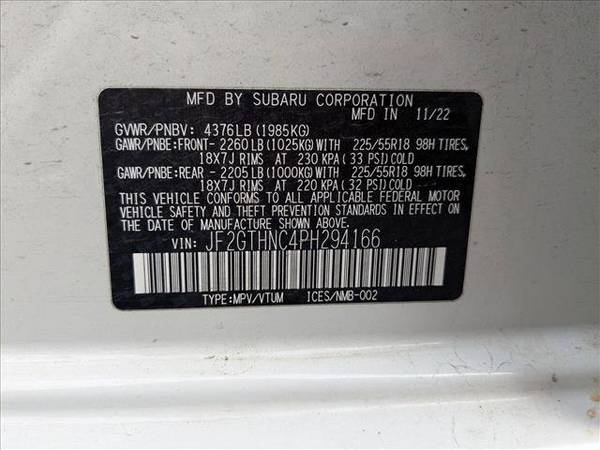 MFD BY SUBARU CORPORATION
MFD IN 11/22
GVWR/PNBV: 4376LB(1985KG)
GAWR/PNBE:FRONT-2260LB(1025KG)WITH 225/55R18 98H TIRES,
18X7J RIMS AT 230 KPA(33 PSI)COLD
GAWR/PNBE:REAR -2205LB(1000KG)WITH 225/55R18 98H TIRES,
18X7J RIMS AT 220 KPA(32 PSI)COLD
THIS VEHICLE CONFORMS TO ALL APPLICABLE FEDERAL MOTOR
VEHICLE SAFETY AND THEFT PREVENTION STANDARDS IN EFFECT
ON THE DATE OF MANUFACTURE SHOWN ABOVE.
VIN: JF2GTHNC4PH294166
TYPE:MPV/VTUM ICES/NMB-002